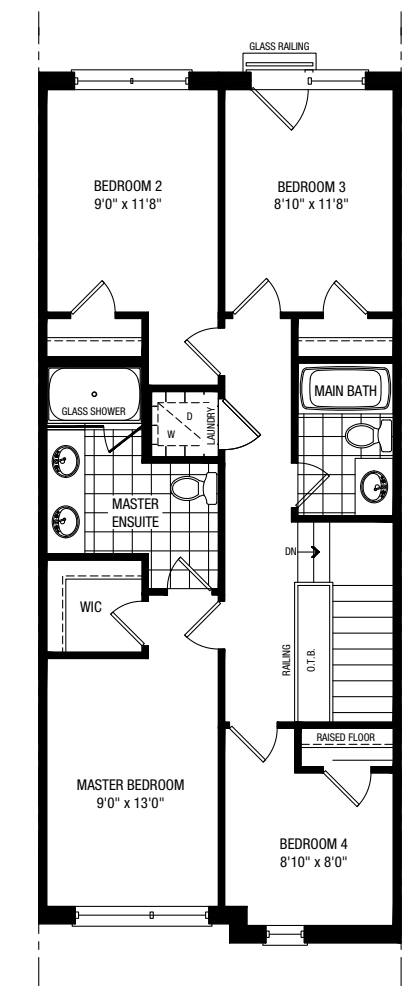 GLASS RAILING
BEDROOM 2
9'0" x 11'8"
BEDROOM 3
8'10" x 11'8"
GLASS SHOWER
D
W
LAUNDRY
MAIN BATH
MASTER
ENSUITE
DN
WIC
RAILING
O.T.B.
RAISED FLOOR
MASTER BEDROOM
9'0" x 13'0"
BEDROOM 4
8'10" x 8'0"